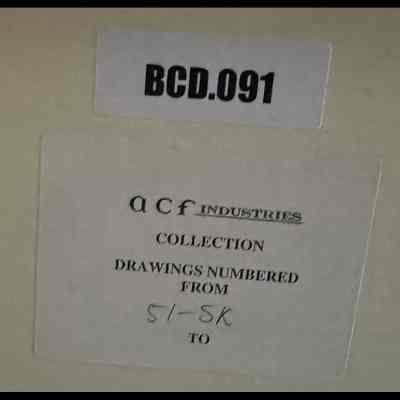 BCD.091
acf INDUSTRIES
COLLECTION
DRAWINGS NUMBERED
FROM
51-SK
TO